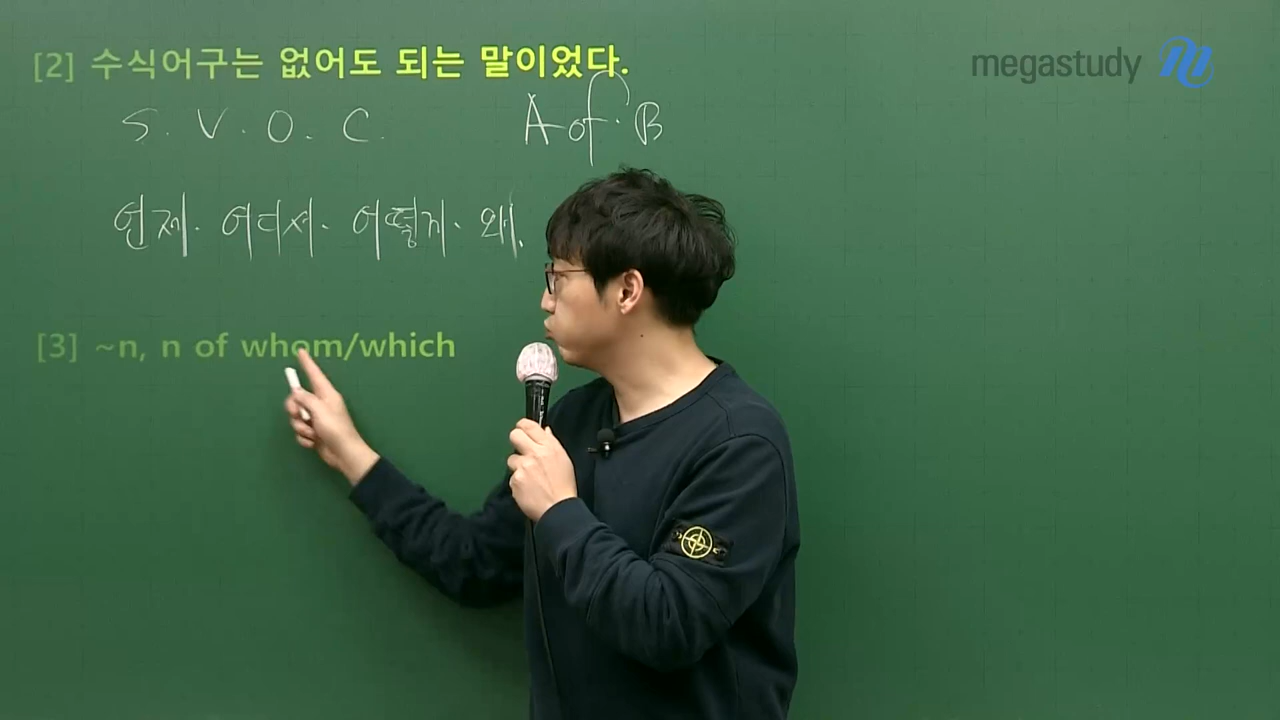 [2] 수식어구는 없어도 되는 말이었다.
megastudy
S. V. O. C.
A of B
언제. 어디서. 어떻게. 왜.
[3] ~n, n of whom/which